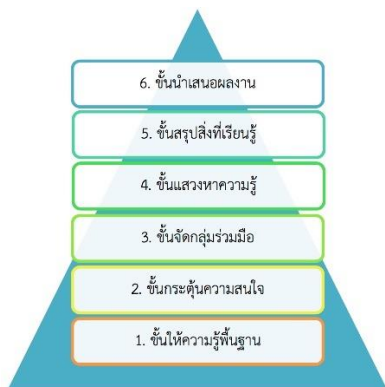 6. ขั้นนำเสนอผลงาน
5. ขั้นสรุปสิ่งที่เรียนรู้
4. ขั้นแสวงหาความรู้
3. ขั้นจัดกลุ่มร่วมมือ
2. ขั้นกระตุ้นความสนใจ
1. ขั้นให้ความรู้พื้นฐาน